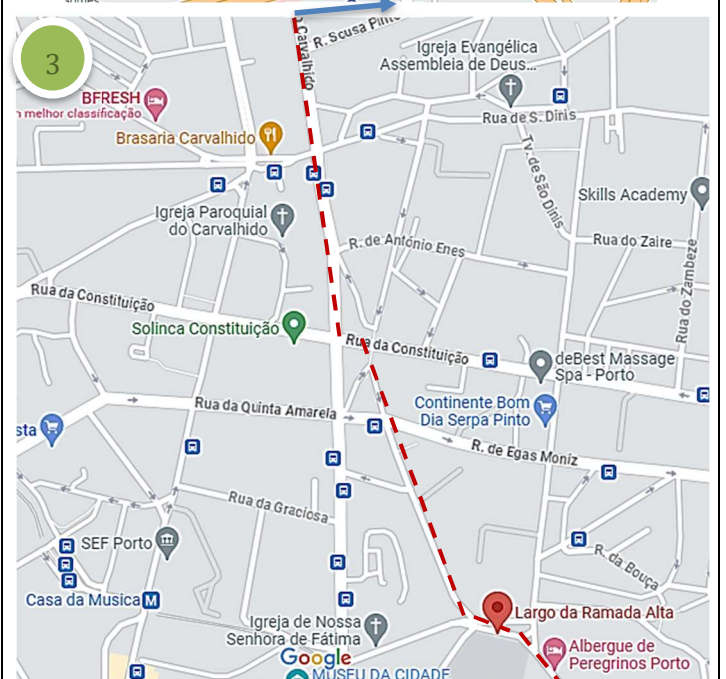 3
Carvalhido
R. Scusa Pinto
Igreja Evangélica
Assembleia de Deus...
BFRESH
melhor classificação
Rua de S. Dinis
Brasaria Carvalhido
Tv. de São Dinis
Skills Academy
Igreja Paroquial
do Carvalhido
R. de António Enes
Rua do Zaire
Rua do Zambeze
Rua da Constituição
Solinca Constituição
Rua da Constituição
deBest Massage
Spa - Porto
Continente Bom
Dia Serpa Pinto
Rua da Quinta Amarela
sta
R. de Egas Moniz
Rua da Graciosa
SEF Porto
R. da Bouça
Casa da Musica
M
Largo da Ramada Alta
Igreja de Nossa
Senhora de Fátima
Albergue de
Peregrinos Porto
Google
MUSEU DA CIDADE